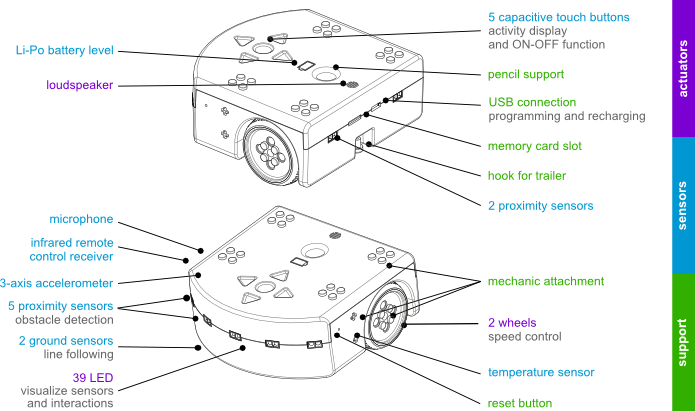 5 capacitive touch buttons
activity display
and ON-OFF function
Li-Po battery level
pencil support
loudspeaker
USB connection
programming and recharging
memory card slot
hook for trailer
2 proximity sensors
microphone
infrared remote
control receiver
3-axis accelerometer
mechanic attachment
5 proximity sensors
obstacle detection
2 wheels
speed control
2 ground sensors
line following
39 LED
visualize sensors
and interactions
temperature sensor
reset button
actuators
sensors
support